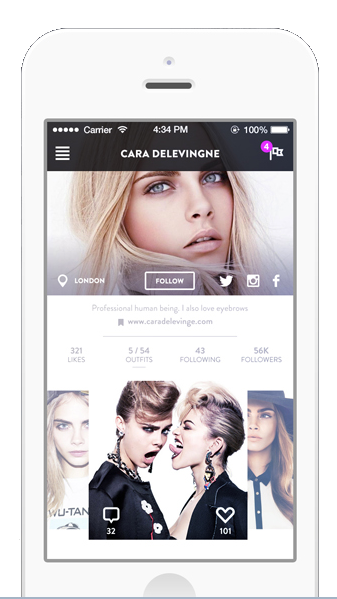 Carrier 4:34 PM 100%
4
CARA DELEVINGNE
LONDON FOLLOW
Professional human being. I also love eyebrows
www.caradelevinge.com
321 5 / 54 43 56K
LIKES OUTFITS FOLLOWING FOLLOWERS
WU-TAN
32 101